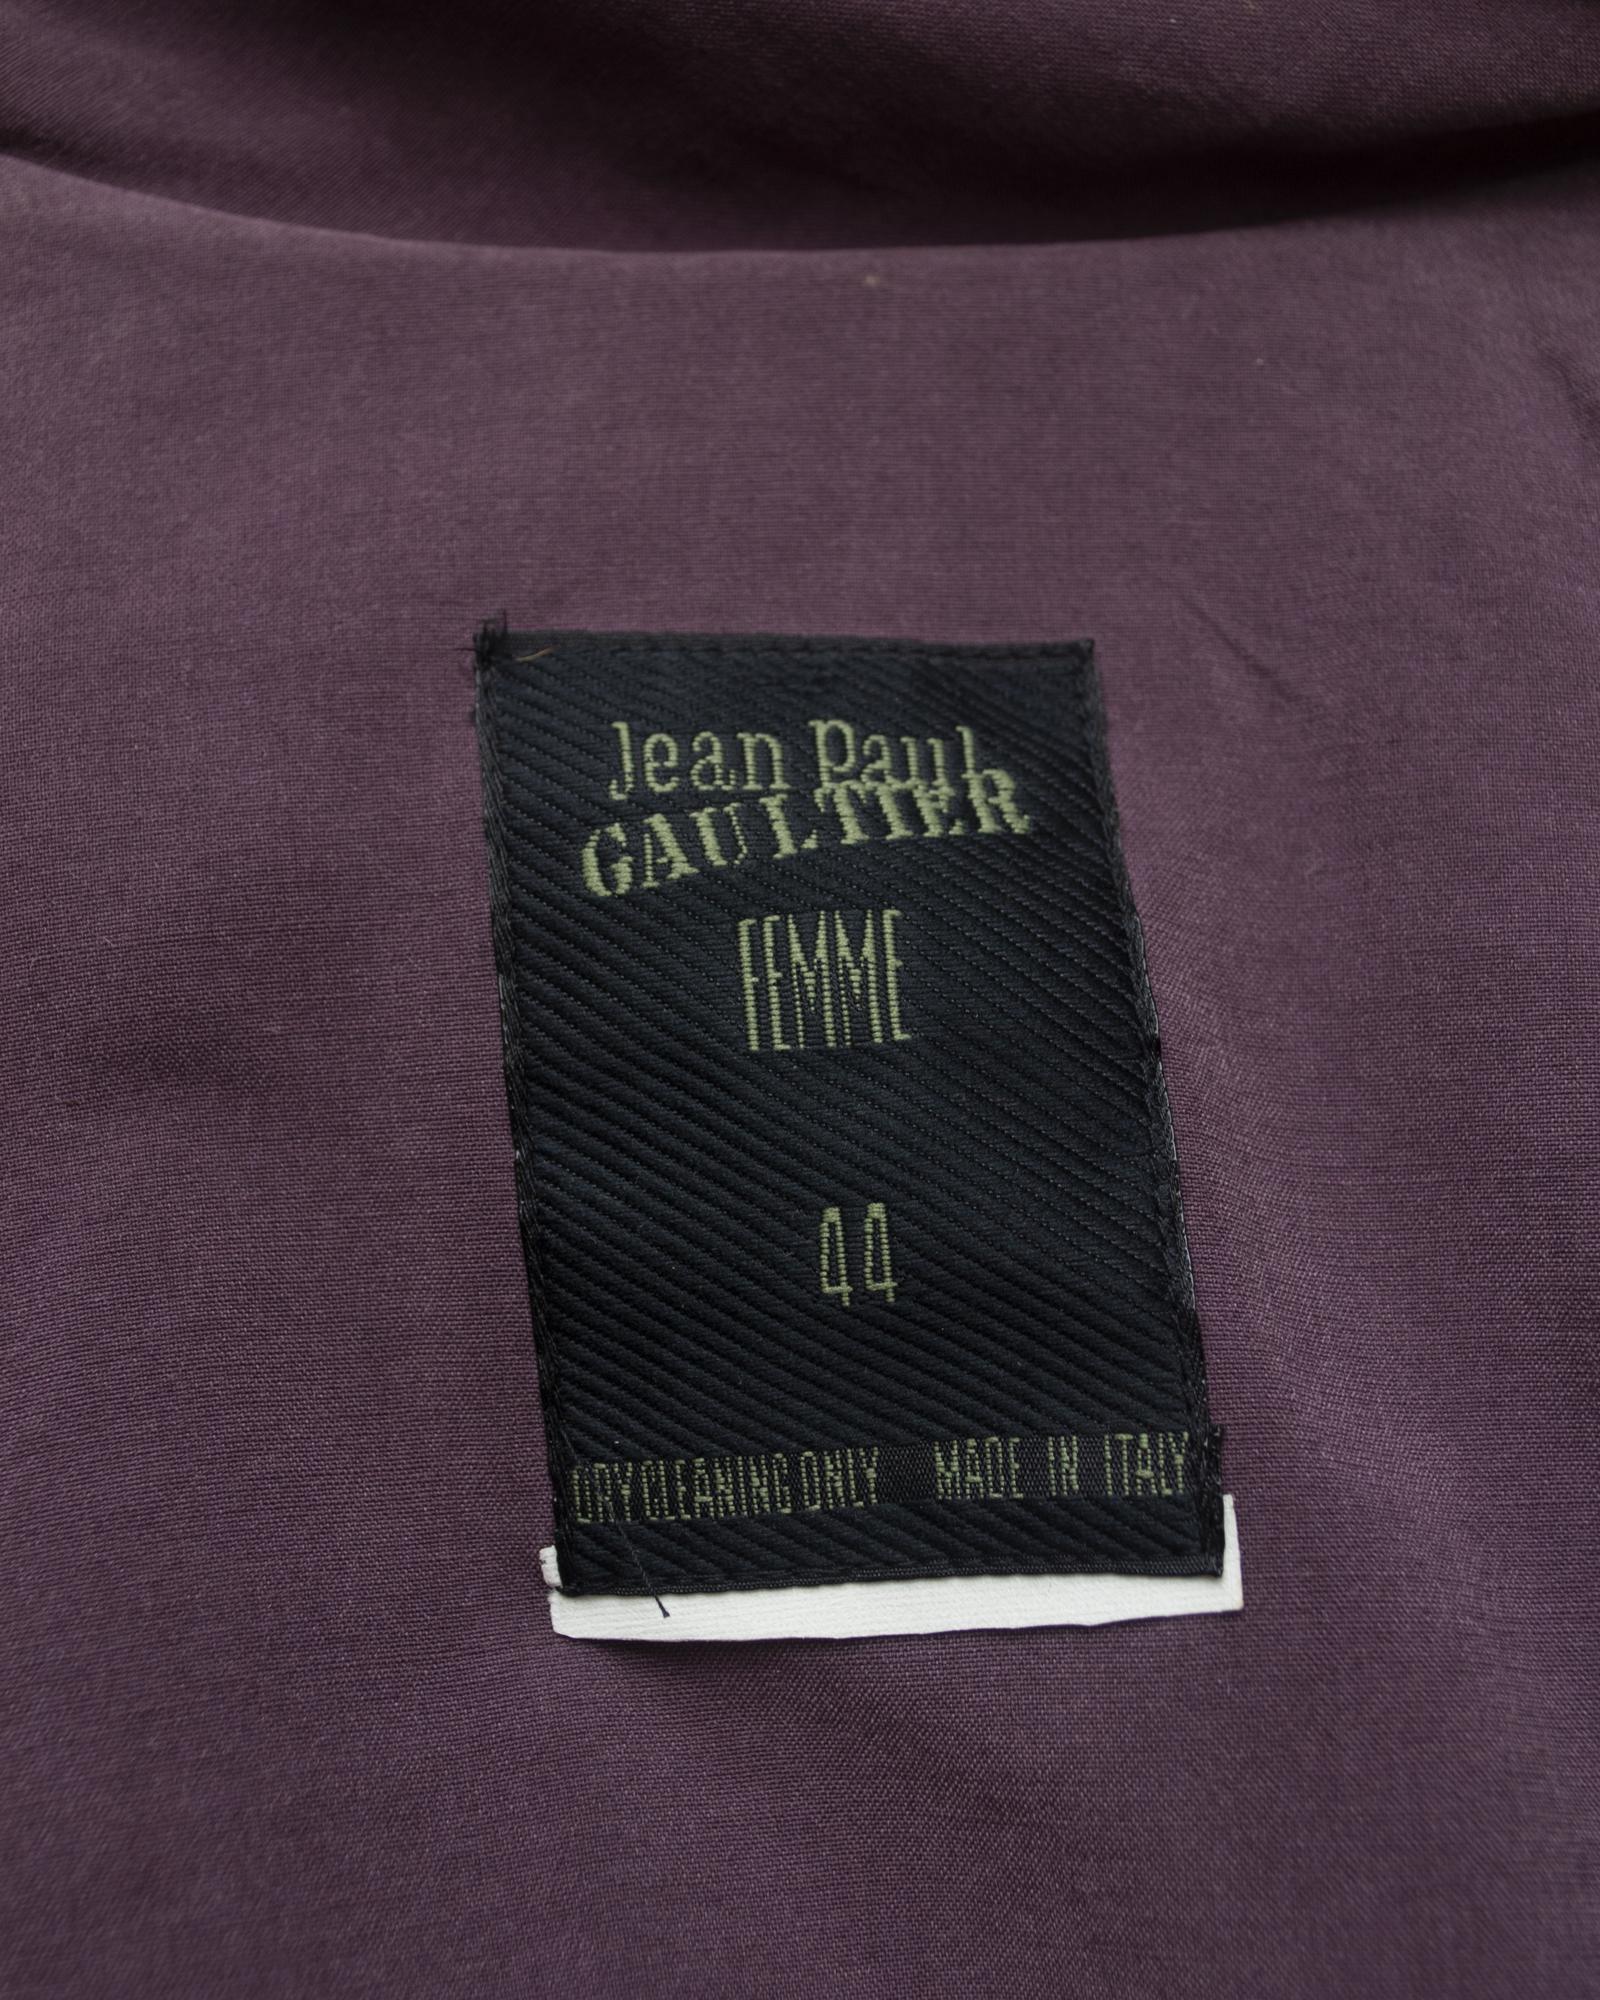 Jean Paul
GAULTIER
FEMME
44
DRY CLEANING ONLY MADE IN ITALY